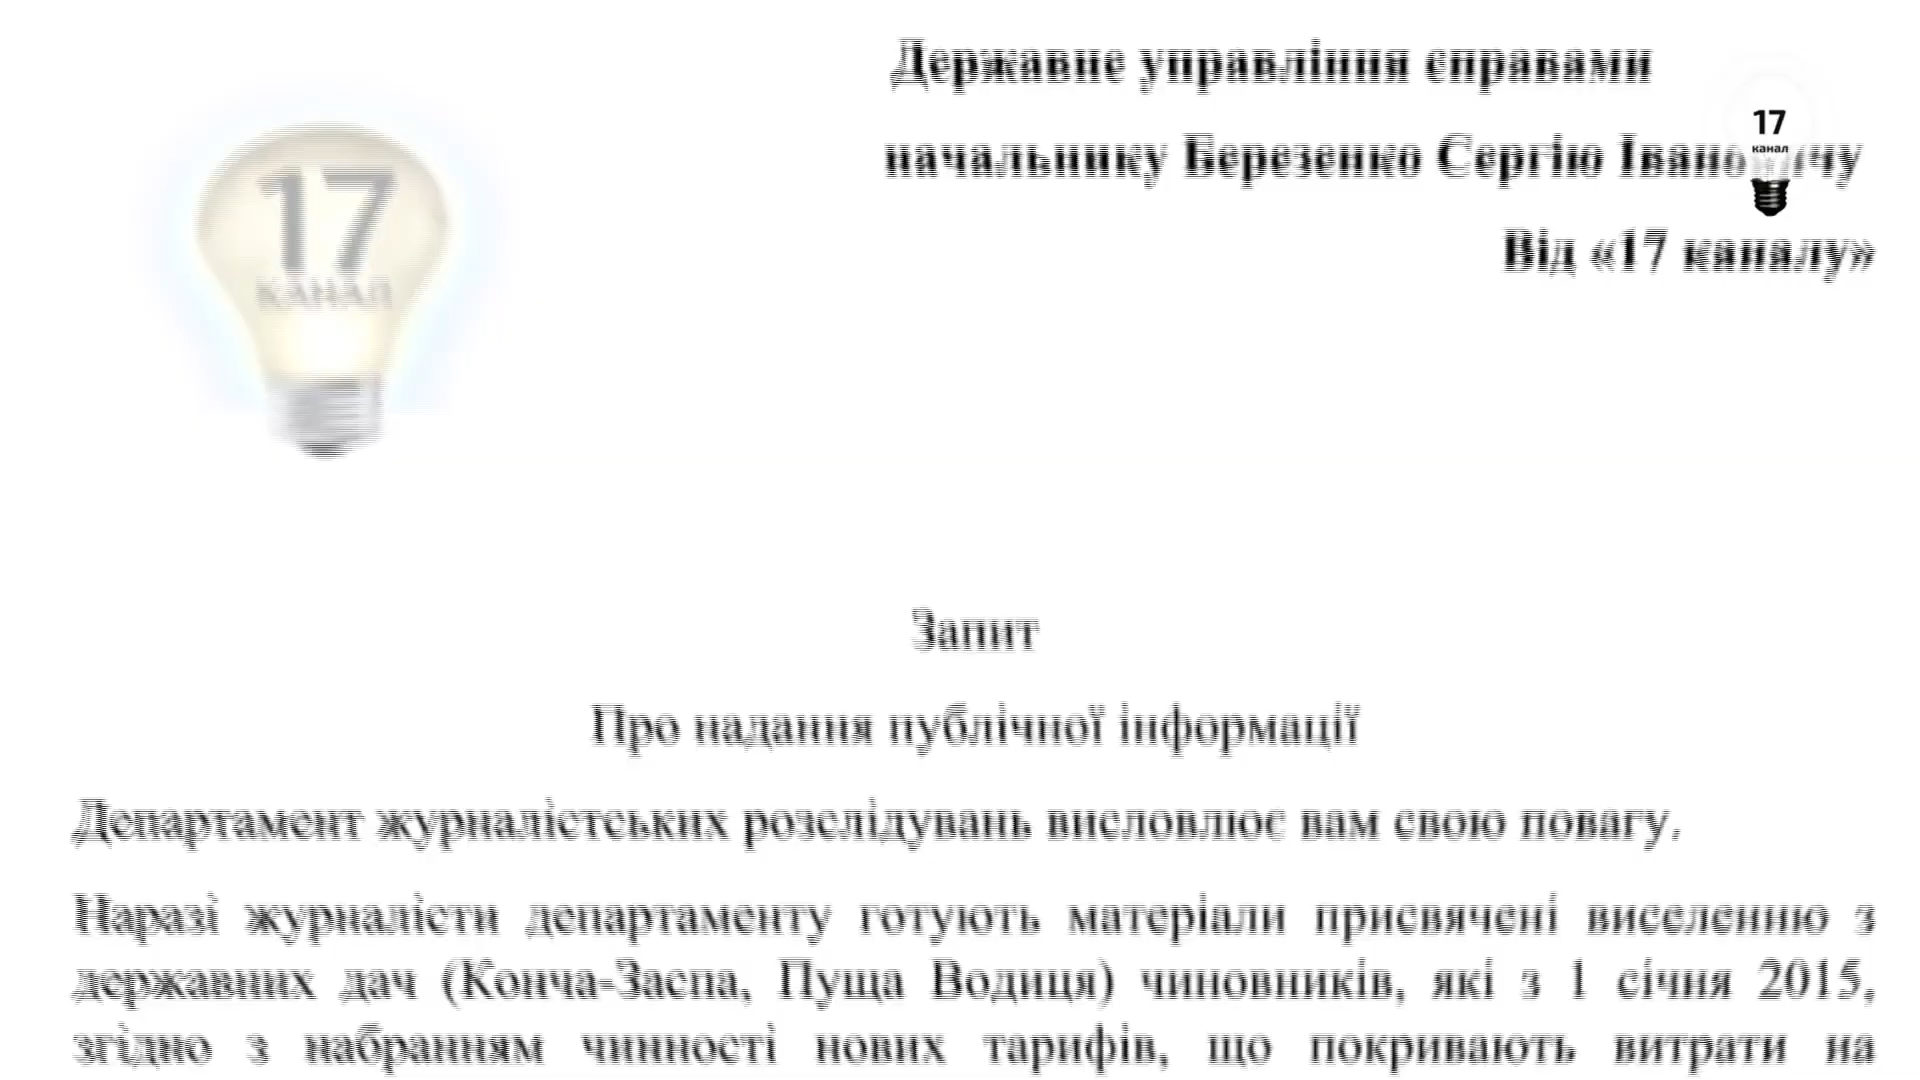 Державне управління справами
начальнику Березенко Сергію Івановичу
Від «17 каналу»
17
канал
17
КАНАЛ
Запит
Про надання публічної інформації
Департамент журналістських розслідувань висловлює вам свою повагу.
Наразі журналісти департаменту готують матеріали присвячені виселенню з
державних дач (Конча-Заспа, Пуща Водиця) чиновників, які з 1 січня 2015,
згідно з набранням чинності нових тарифів, що покривають витрати на